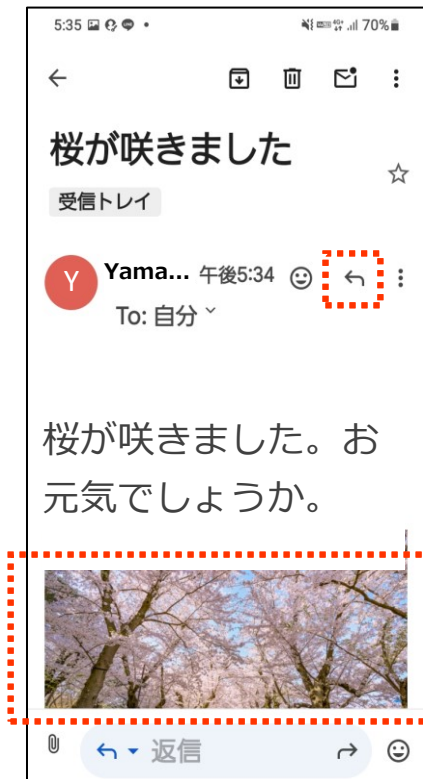 5:35 70%
桜が咲きました
受信トレイ
Y Yama... 午後5:34
To: 自分
桜が咲きました。お
元気でしょうか。
返信